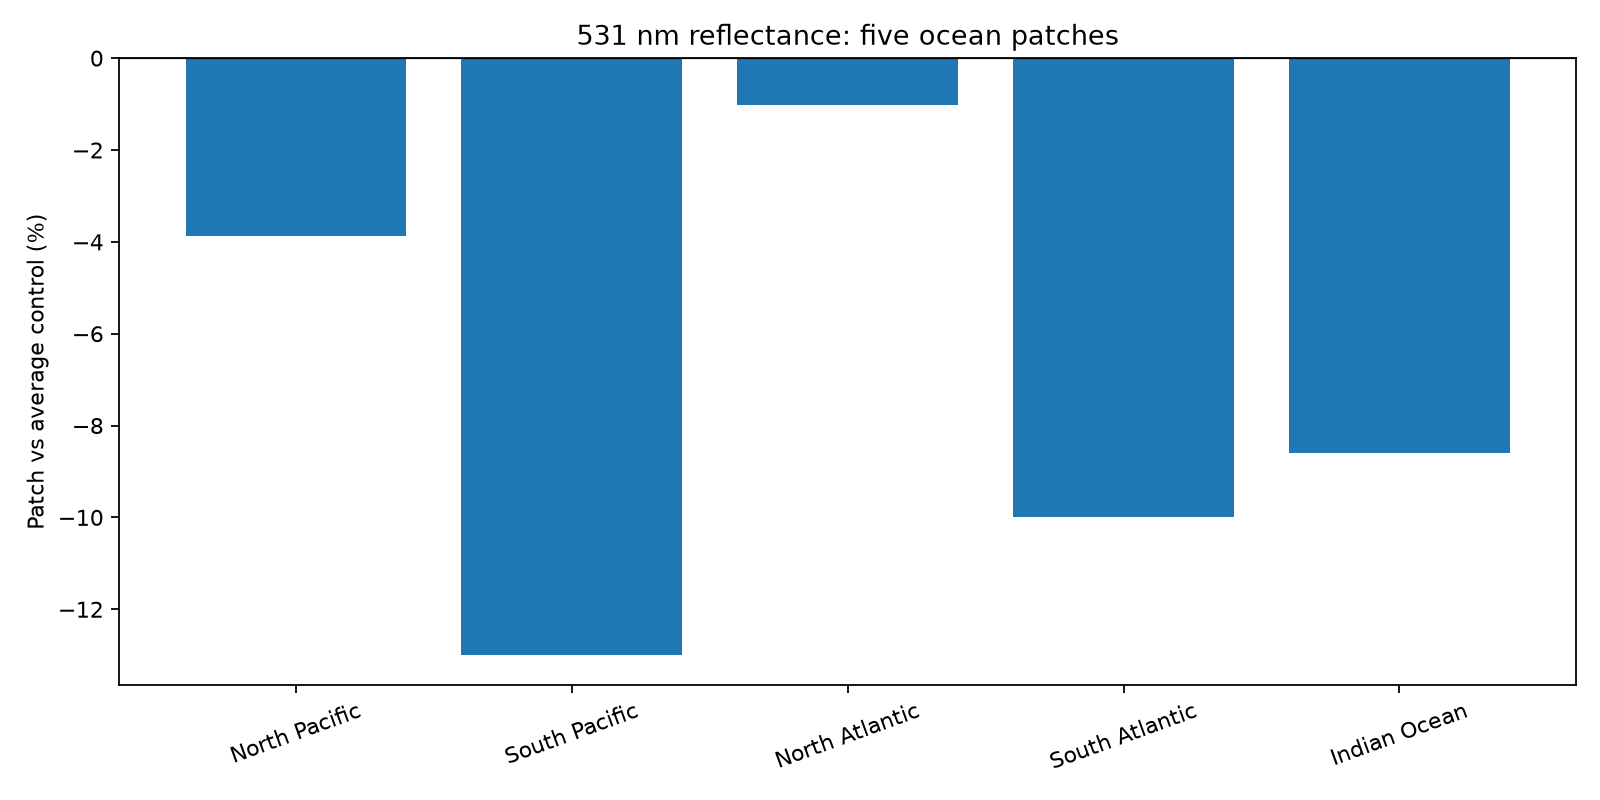 531 nm reflectance: five ocean patches
Patch vs average control (%)
0
−2
−4
−6
−8
−10
−12
North Pacific
South Pacific
North Atlantic
South Atlantic
Indian Ocean